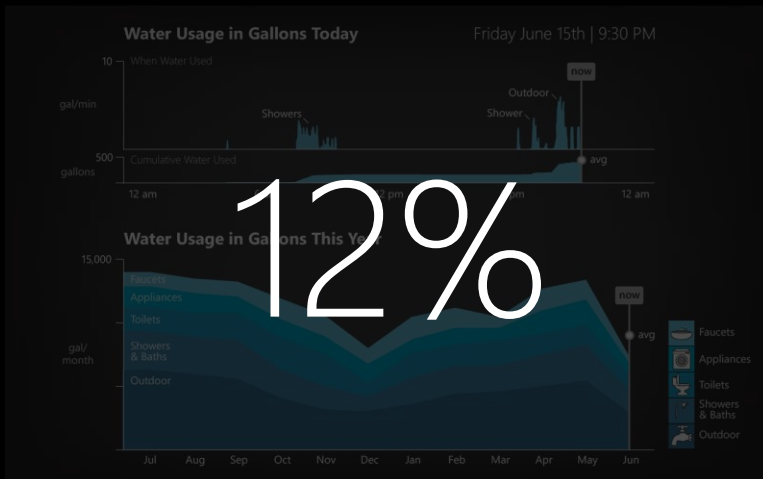 Water Usage in Gallons Today
Friday June 15th | 9:30 PM
10
When Water Used
now
gal/min
Outdoor
Showers
Shower
500
Cumulative Water Used
gallons
avg
12 am
pm
pm
12 am
12%
Water Usage in Gallons This Year
15,000
Faucets
Appliances
Toilets
Showers
& Baths
Outdoor
gal/
month
now
avg
Faucets
Appliances
Toilets
Showers
& Baths
Outdoor
Jul Aug Sep Oct Nov Dec Jan Feb Mar Apr May Jun